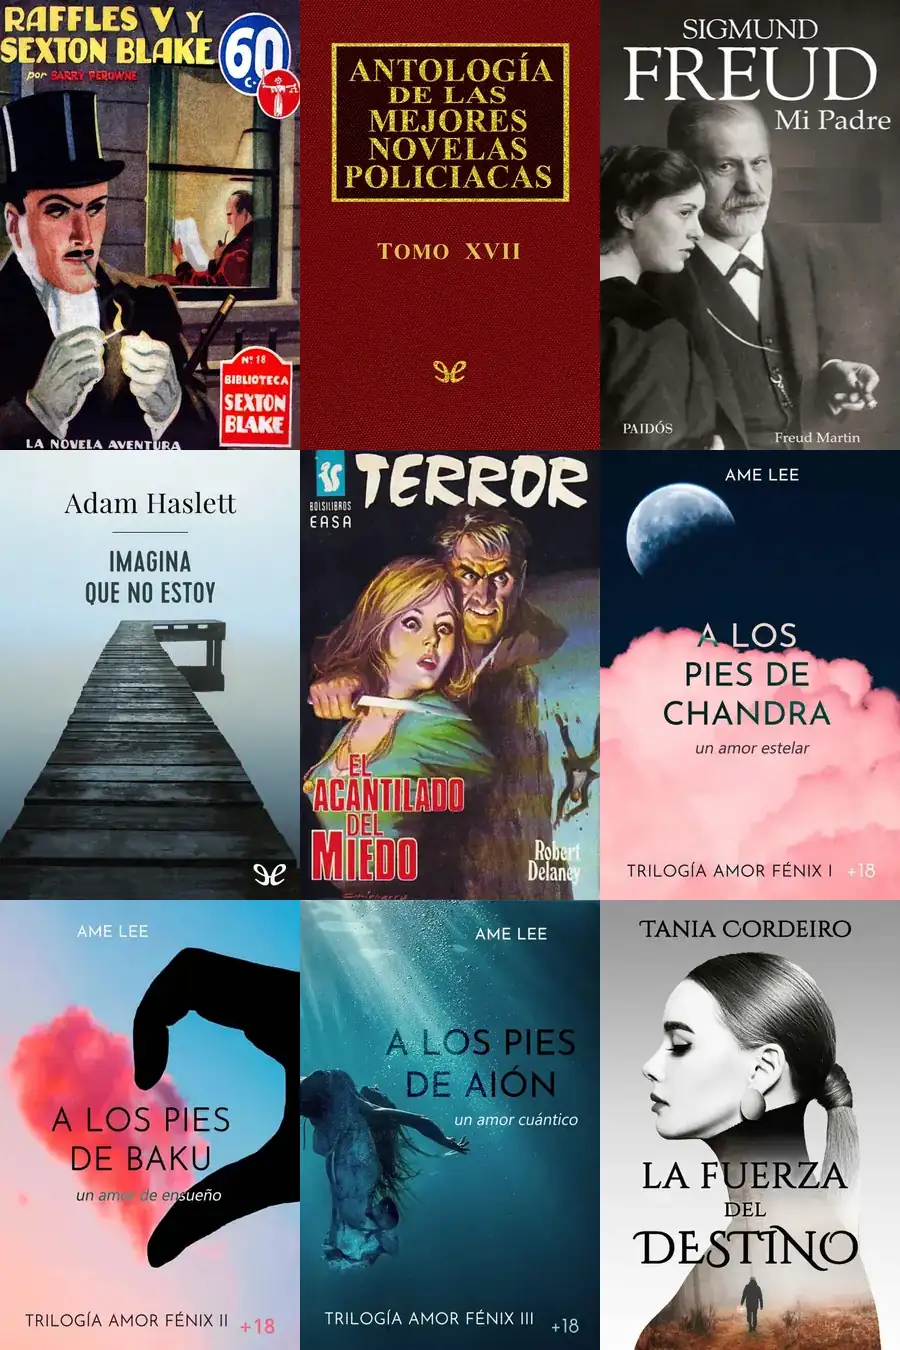 RAFFLES V Y
SEXTON BLAKE
por BARRY PEROWNE
60
C.
Nº 18
BIBLIOTECA
SEXTON
BLAKE
LA NOVELA AVENTURA
ANTOLOGÍA
DE LAS
MEJORES
NOVELAS
POLICIACAS
TOMO XVII
SIGMUND
FREUD
Mi Padre
PAIDÓS
Freud Martin
Adam Haslett
IMAGINA
QUE NO ESTOY
TERROR
BOLSILIBROS
EASA
EL
ACANTILADO
DEL
MIEDO
Robert
Delaney
AME LEE
A LOS
PIES DE
CHANDRA
un amor estelar
TRILOGÍA AMOR FÉNIX I +18
AME LEE
A LOS PIES
DE BAKU
un amor de ensueño
TRILOGÍA AMOR FÉNIX II +18
AME LEE
A LOS PIES
DE AIÓN
un amor cuántico
TRILOGÍA AMOR FÉNIX III +18
TANIA CORDEIRO
LA FUERZA
DEL
DESTINO